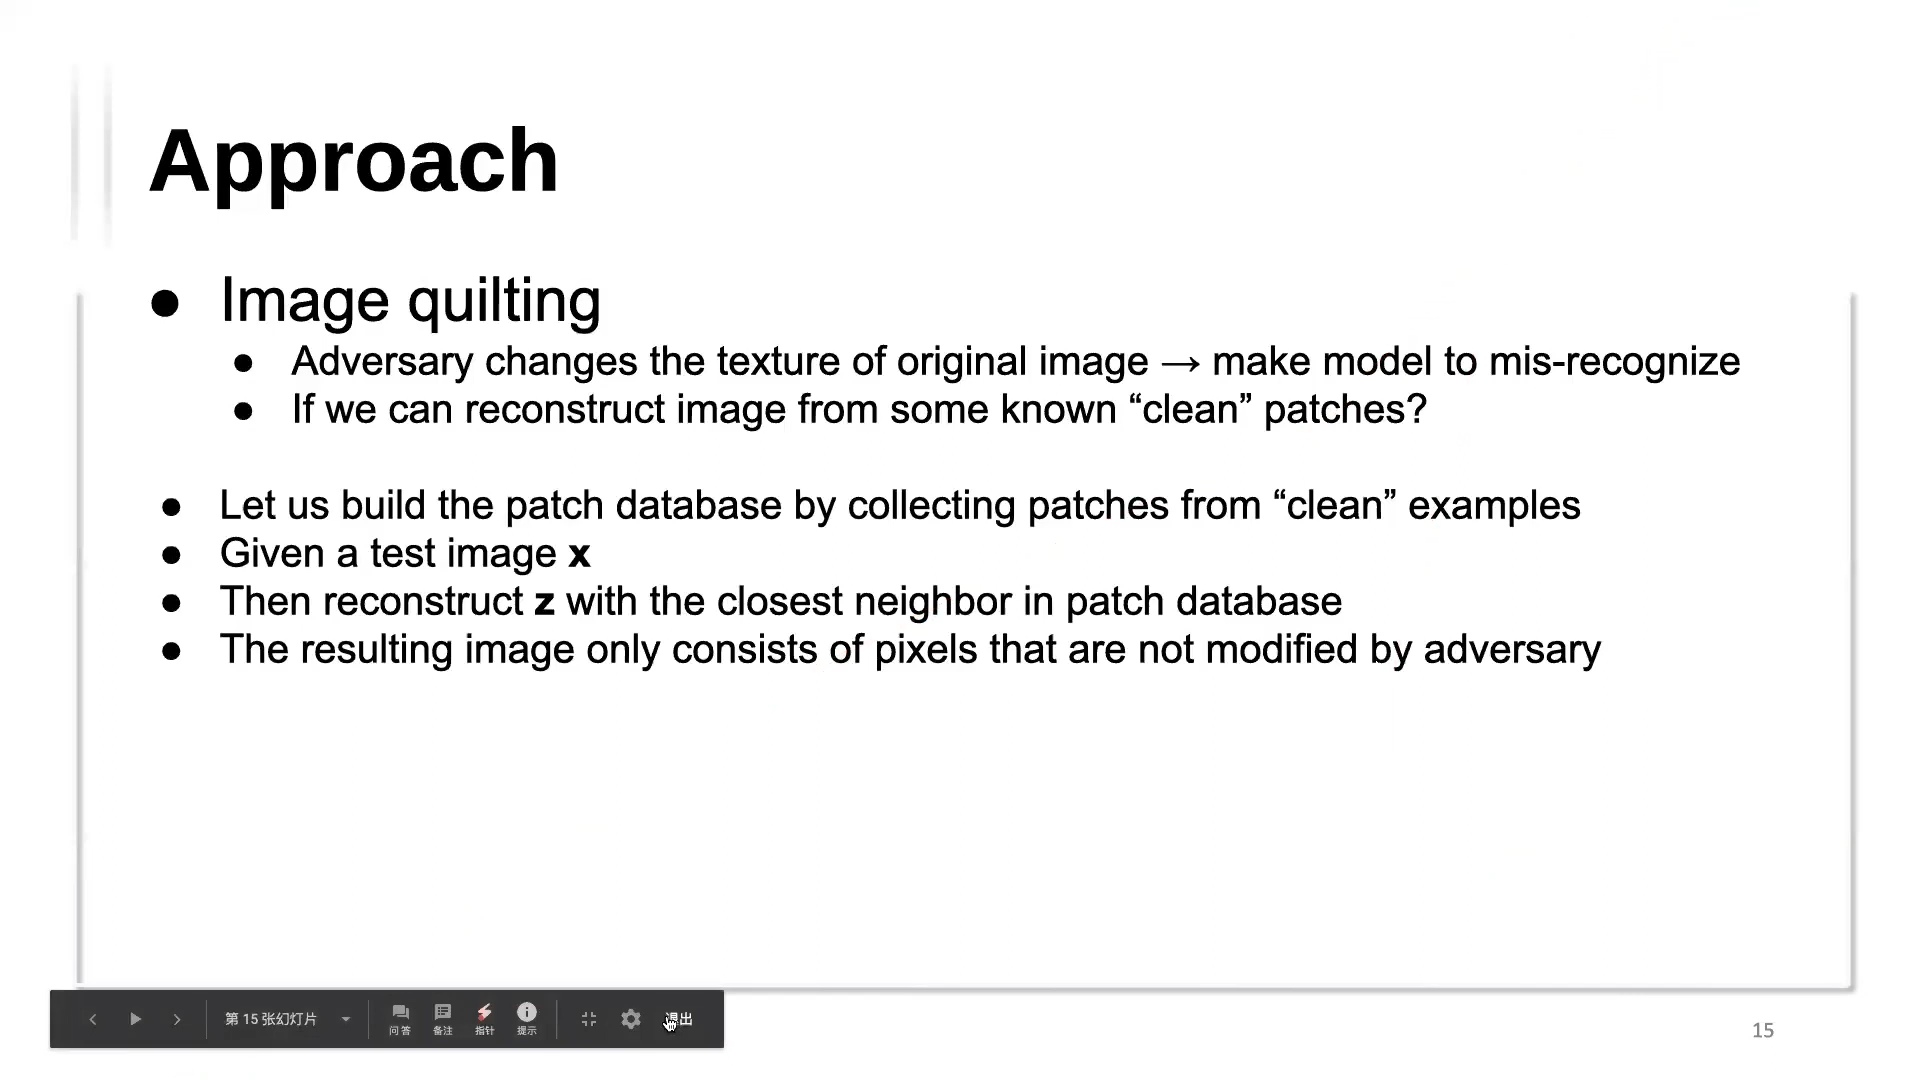 Approach
● Image quilting
● Adversary changes the texture of original image → make model to mis-recognize
● If we can reconstruct image from some known “clean” patches?
● Let us build the patch database by collecting patches from “clean” examples
● Given a test image x
● Then reconstruct z with the closest neighbor in patch database
● The resulting image only consists of pixels that are not modified by adversary
第 15 张幻灯片
问答
备注
指针
提示
退出
15